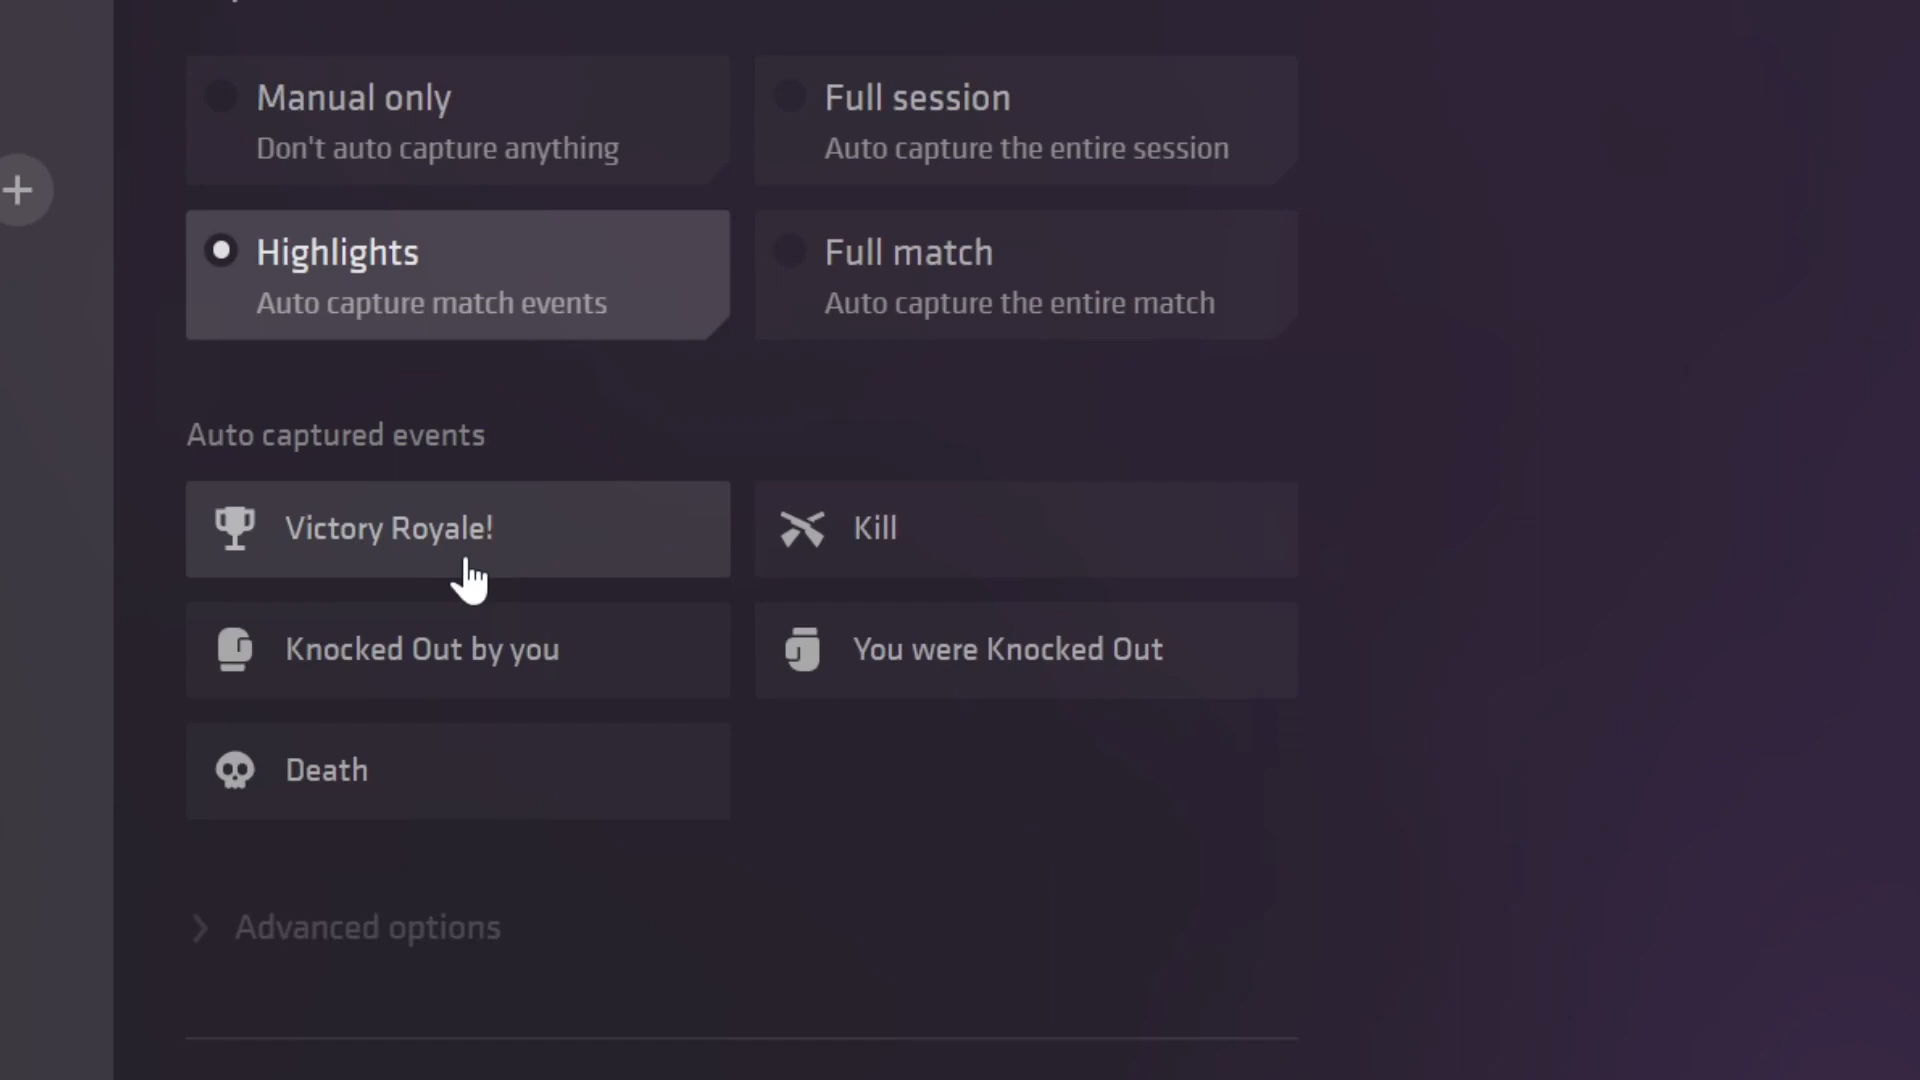 Manual only
Don't auto capture anything
Full session
Auto capture the entire session
Highlights
Auto capture match events
Full match
Auto capture the entire match
Auto captured events
Victory Royale!
Kill
Knocked Out by you
You were Knocked Out
Death
Advanced options